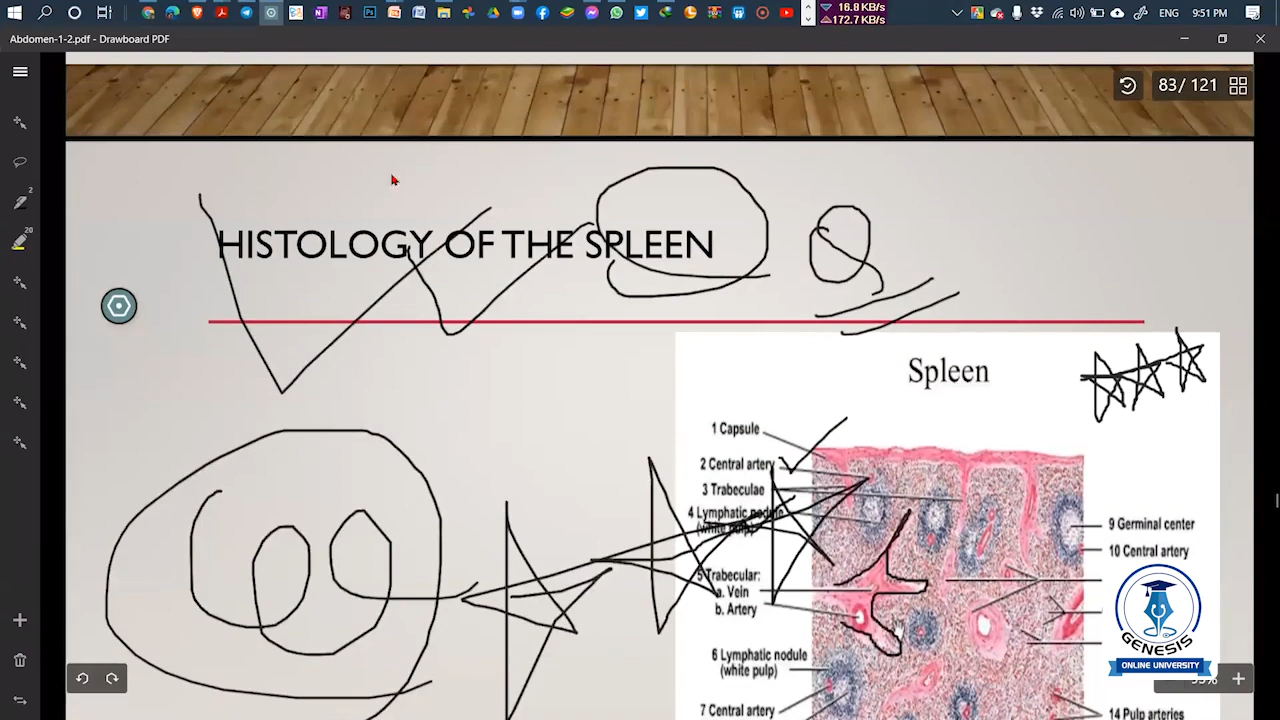 16.8 KB/s
172.7 KB/s
ENG
9:51 PM
Abdomen-1-2.pdf - Drawboard PDF
83/ 121
2
20
HISTOLOGY OF THE SPLEEN
Spleen
1 Capsule
2 Central artery
3 Trabeculae
4 Lymphatic nodule
(white pulp)
5 Trabecular:
a. Vein
b. Artery
6 Lymphatic nodule
(white pulp)
7 Central artery
9 Germinal center
10 Central artery
14 Pulp arteries
GENESIS
ONLINE UNIVERSITY